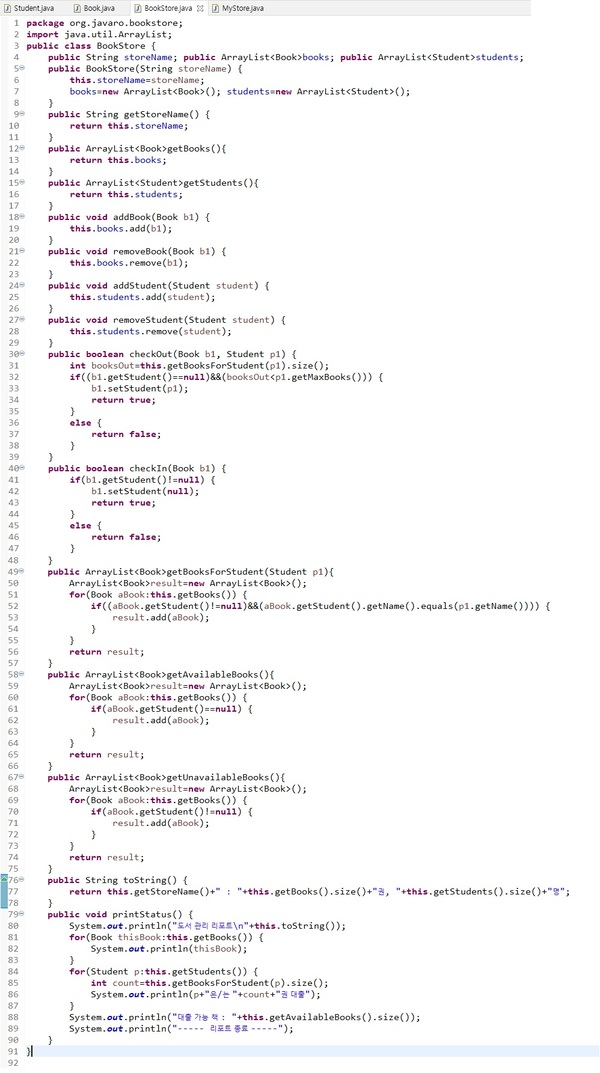 Student.java Book.java BookStore.java MyStore.java
1 package org.javaro.bookstore;
2 import java.util.ArrayList;
3 public class BookStore {
4     public String storeName; public ArrayList<Book>books; public ArrayList<Student>students;
5     public BookStore(String storeName) {
6         this.storeName=storeName;
7         books=new ArrayList<Book>(); students=new ArrayList<Student>();
8     }
9     public String getStoreName() {
10         return this.storeName;
11     }
12     public ArrayList<Book>getBooks(){
13         return this.books;
14     }
15     public ArrayList<Student>getStudents(){
16         return this.students;
17     }
18     public void addBook(Book b1) {
19         this.books.add(b1);
20     }
21     public void removeBook(Book b1) {
22         this.books.remove(b1);
23     }
24     public void addStudent(Student student) {
25         this.students.add(student);
26     }
27     public void removeStudent(Student student) {
28         this.students.remove(student);
29     }
30     public boolean checkOut(Book b1, Student p1) {
31         int booksOut=this.getBooksForStudent(p1).size();
32         if((b1.getStudent()==null)&&(booksOut<p1.getMaxBooks())) {
33             b1.setStudent(p1);
34             return true;
35         }
36         else {
37             return false;
38         }
39     }
40     public boolean checkIn(Book b1) {
41         if(b1.getStudent()!=null) {
42             b1.setStudent(null);
43             return true;
44         }
45         else {
46             return false;
47         }
48     }
49     public ArrayList<Book>getBooksForStudent(Student p1){
50         ArrayList<Book>result=new ArrayList<Book>();
51         for(Book aBook:this.getBooks()) {
52             if((aBook.getStudent()!=null)&&(aBook.getStudent().getName().equals(p1.getName()))) {
53                 result.add(aBook);
54             }
55         }
56         return result;
57     }
58     public ArrayList<Book>getAvailableBooks(){
59         ArrayList<Book>result=new ArrayList<Book>();
60         for(Book aBook:this.getBooks()) {
61             if(aBook.getStudent()==null) {
62                 result.add(aBook);
63             }
64         }
65         return result;
66     }
67     public ArrayList<Book>getUnavailableBooks(){
68         ArrayList<Book>result=new ArrayList<Book>();
69         for(Book aBook:this.getBooks()) {
70             if(aBook.getStudent()!=null) {
71                 result.add(aBook);
72             }
73         }
74         return result;
75     }
76     public String toString() {
77         return this.getStoreName()+" : "+this.getBooks().size()+"권, "+this.getStudents().size()+"명";
78     }
79     public void printStatus() {
80         System.out.println("도서 관리 리포트\n"+this.toString());
81         for(Book thisBook:this.getBooks()) {
82             System.out.println(thisBook);
83         }
84         for(Student p:this.getStudents()) {
85             int count=this.getBooksForStudent(p).size();
86             System.out.println(p+"은/는 "+count+"권 대출");
87         }
88         System.out.println("대출 가능 책 : "+this.getAvailableBooks().size());
89         System.out.println("----- 리포트 종료 -----");
90     }
91 }
92